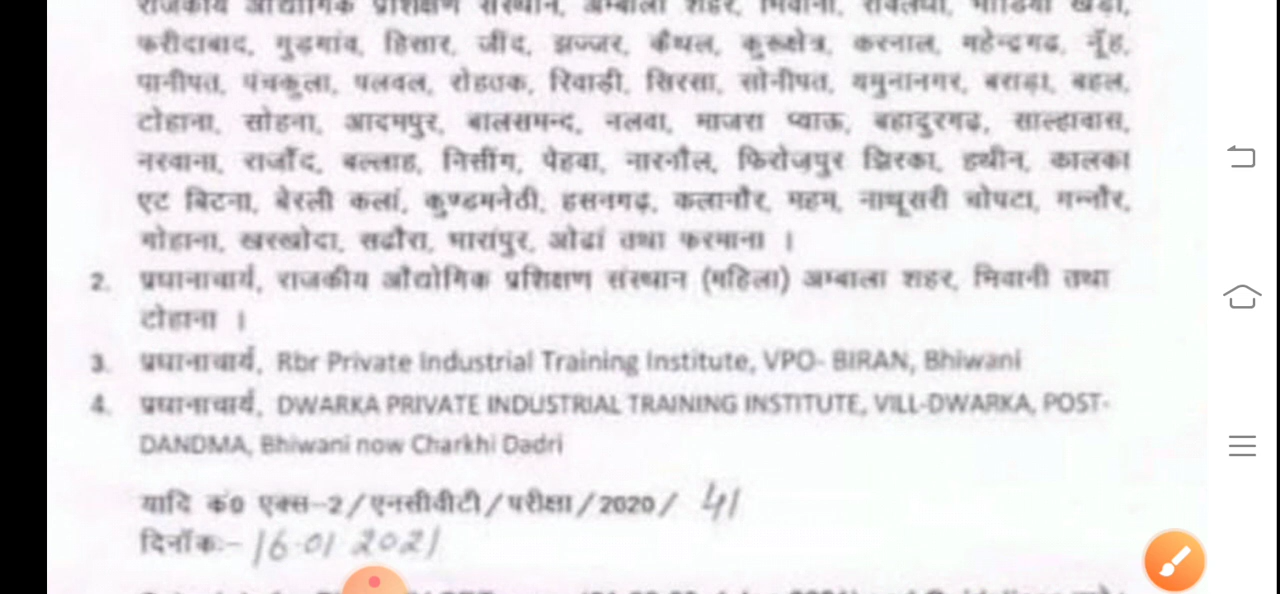 राजकीय औद्योगिक प्रशिक्षण संस्थान, अम्बाला शहर, भिवानी,
फरीदाबाद, गुड़गांव, हिसार, जींद, झज्जर, कैथल, कुरुक्षेत्र, करनाल, महेन्द्रगढ़, नूँह,
पानीपत, पंचकुला, पलवल, रोहतक, रिवाड़ी, सिरसा, सोनीपत, यमुनानगर, बराड़ा, बहल,
टोहाना, सोहना, आदमपुर, बालसमन्द, नलवा, माजरा प्याऊ, बहादुरगढ़, साल्हावास,
नरवाना, राजौंद, बल्लाह, निसींग, पेहवा, नारनौल, फिरोजपुर झिरका, हथीन, कालका
एट बिटना, बेरली कलां, कुण्डमनेठी, हसनगढ़, कलानौर, महम, नाथूसरी चोपटा, गन्नौर,
गोहाना, खरखोदा, सढौरा, भारांपुर, ओढां तथा फरमाना ।
2. प्रधानाचार्य, राजकीय औद्योगिक प्रशिक्षण संस्थान (महिला) अम्बाला शहर, भिवानी तथा
टोहाना ।
3. प्रधानाचार्य, Rbr Private Industrial Training Institute, VPO- BIRAN, Bhiwani
4. प्रधानाचार्य, DWARKA PRIVATE INDUSTRIAL TRAINING INSTITUTE, VILL-DWARKA, POST-
DANDMA, Bhiwani now Charkhi Dadri
यादि कं0 एक्स-2/एनसीवीटी/परीक्षा/2020/ 41
दिनाँक:- 16-01 2021